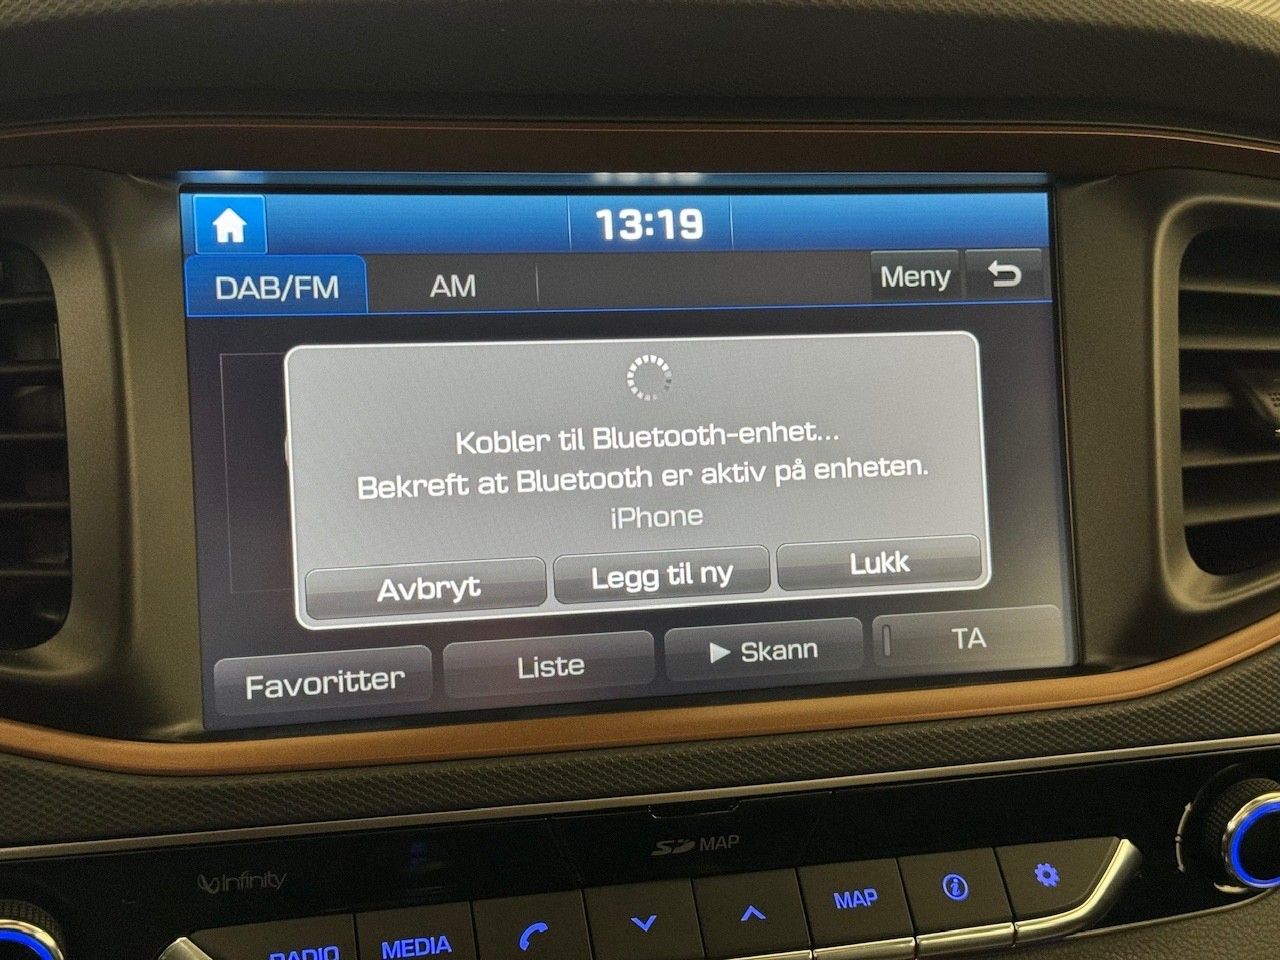 13:19
DAB/FM AM Meny
Kobler til Bluetooth-enhet...
Bekreft at Bluetooth er aktiv på enheten.
iPhone
Avbryt Legg til ny Lukk
Favoritter Liste Skann TA
SD MAP
Infinity
RADIO MEDIA MAP